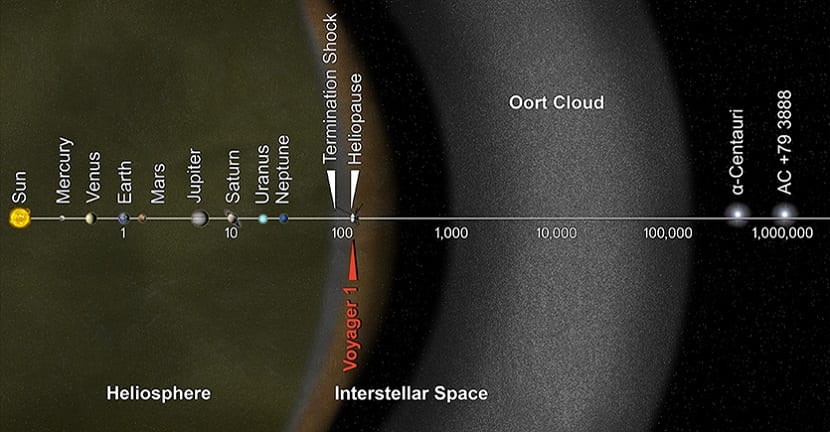 Sun
Mercury
Venus
Earth
Mars
Jupiter
Saturn
Uranus
Neptune
Termination Shock
Heliopause
Oort Cloud
α-Centauri
AC +79 3888
1
10
100
1,000
10,000
100,000
1,000,000
Voyager 1
Heliosphere
Interstellar Space